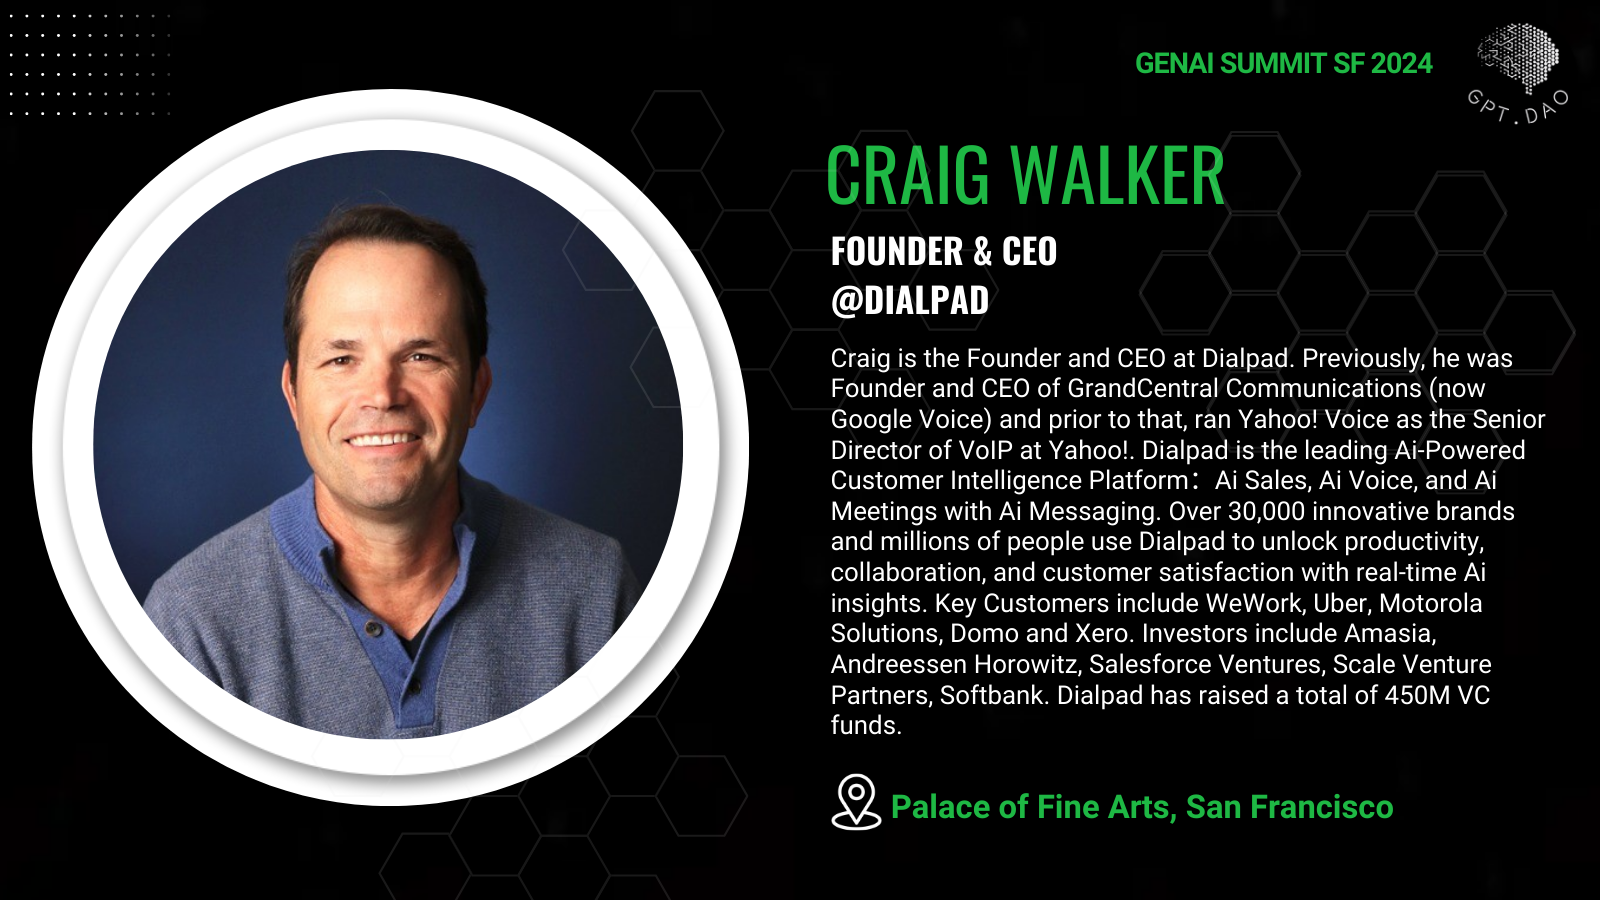 GENAI SUMMIT SF 2024
GPT.DAO
CRAIG WALKER
FOUNDER & CEO
@DIALPAD
Craig is the Founder and CEO at Dialpad. Previously, he was
Founder and CEO of GrandCentral Communications (now
Google Voice) and prior to that, ran Yahoo! Voice as the Senior
Director of VoIP at Yahoo!. Dialpad is the leading Ai-Powered
Customer Intelligence Platform：Ai Sales, Ai Voice, and Ai
Meetings with Ai Messaging. Over 30,000 innovative brands
and millions of people use Dialpad to unlock productivity,
collaboration, and customer satisfaction with real-time Ai
insights. Key Customers include WeWork, Uber, Motorola
Solutions, Domo and Xero. Investors include Amasia,
Andreessen Horowitz, Salesforce Ventures, Scale Venture
Partners, Softbank. Dialpad has raised a total of 450M VC
funds.
Palace of Fine Arts, San Francisco